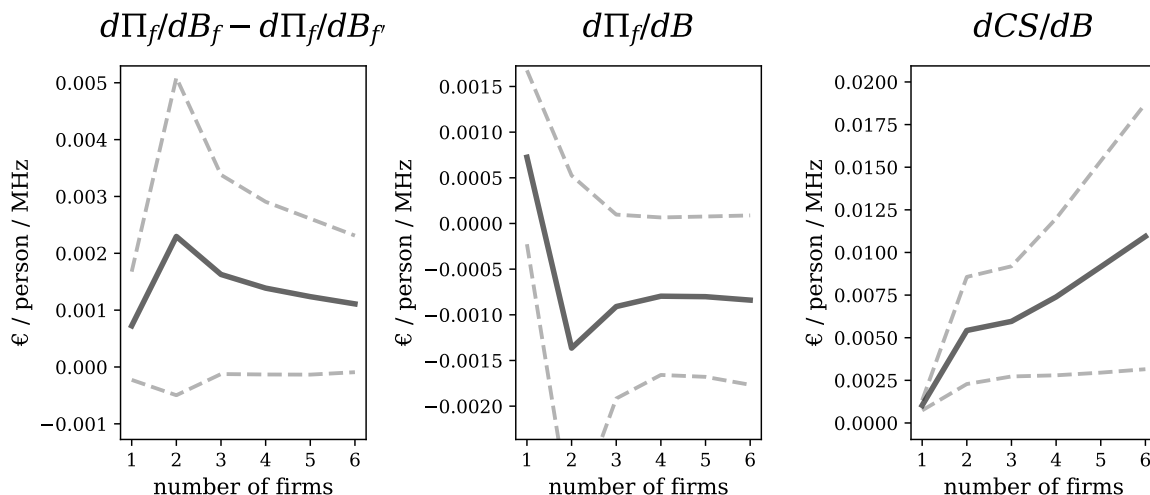 dΠ_f/dB_f − dΠ_f/dB_f'
€ / person / MHz
0.005
0.004
0.003
0.002
0.001
0.000
−0.001
1 2 3 4 5 6
number of firms
dΠ_f/dB
€ / person / MHz
0.0015
0.0010
0.0005
0.0000
−0.0005
−0.0010
−0.0015
−0.0020
1 2 3 4 5 6
number of firms
dCS/dB
€ / person / MHz
0.0200
0.0175
0.0150
0.0125
0.0100
0.0075
0.0050
0.0025
0.0000
1 2 3 4 5 6
number of firms